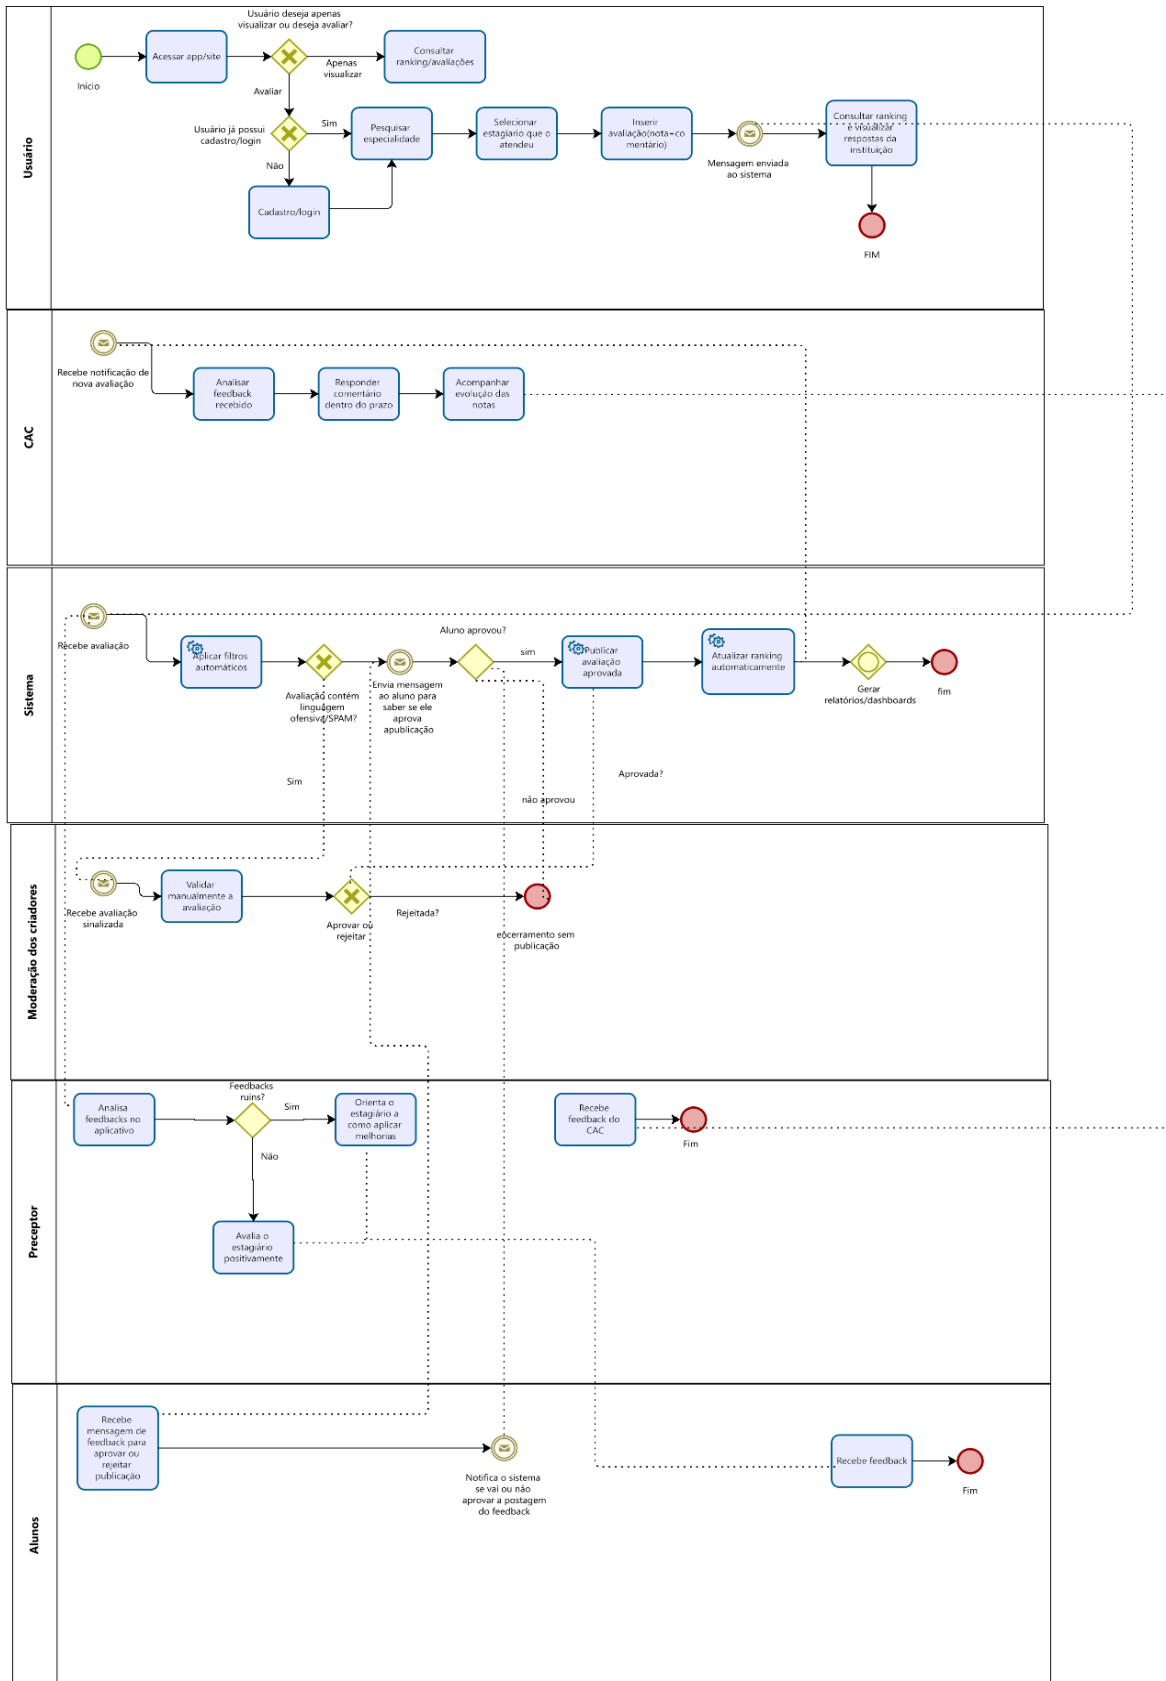 Usuário
Usuário deseja apenas
visualizar ou deseja avaliar?
Início
Acessar app/site
Consultar
ranking/avaliações
Apenas
visualizar
Avaliar
Usuário já possui
cadastro/login
Sim
Não
Cadastro/login
Pesquisar
especialidade
Selecionar
estagiario que o
atendeu
Inserir
avaliação(nota+co
mentário)
Mensagem enviada
ao sistema
Consultar ranking
e visualizar
respostas da
instituição
FIM
CAC
Recebe notificação de
nova avaliação
Analisar
feedback
recebido
Responder
comentário
dentro do prazo
Acompanhar
evolução das
notas
Sistema
Recebe avaliação
Aplicar filtros
automáticos
Avaliação contém
linguagem
ofensiva/SPAM?
Sim
Envia mensagem
ao aluno para
saber se ele
aprova
apublicação
Aluno aprovou?
sim
não aprovou
Publicar
avaliação
aprovada
Aprovada?
Atualizar ranking
automaticamente
Gerar
relatórios/dashboards
fim
Moderação dos criadores
Recebe avaliação
sinalizada
Validar
manualmente a
avaliação
Aprovar ou
rejeitar
Rejeitada?
encerramento sem
publicação
Preceptor
Analisa
feedbacks no
aplicativo
Feedbacks
ruins?
Sim
Não
Orienta o
estagiário a
como aplicar
melhorias
Avalia o
estagiário
positivamente
Recebe
feedback do
CAC
Fim
Alunos
Recebe
mensagem de
feedback para
aprovar ou
rejeitar
publicação
Notifica o sistema
se vai ou não
aprovar a postagem
do feedback
Recebe feedback
Fim